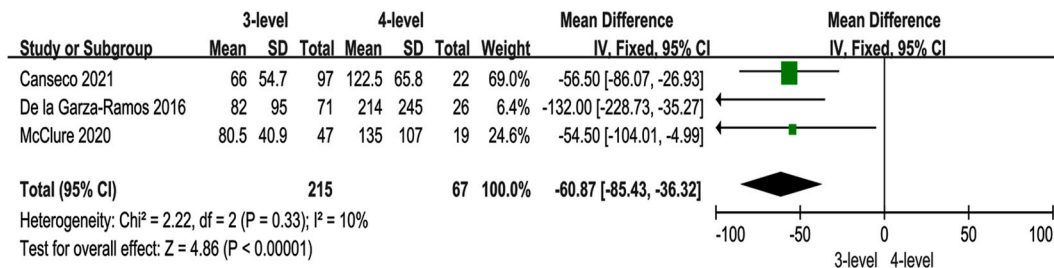 3-level 4-level Mean Difference Mean Difference
Study or Subgroup Mean SD Total Mean SD Total Weight IV, Fixed, 95% CI IV, Fixed, 95% CI
Canseco 2021 66 54.7 97 122.5 65.8 22 69.0% -56.50 [-86.07, -26.93]
De la Garza-Ramos 2016 82 95 71 214 245 26 6.4% -132.00 [-228.73, -35.27]
McClure 2020 80.5 40.9 47 135 107 19 24.6% -54.50 [-104.01, -4.99]
Total (95% CI) 215 67 100.0% -60.87 [-85.43, -36.32]
Heterogeneity: Chi² = 2.22, df = 2 (P = 0.33); I² = 10%
Test for overall effect: Z = 4.86 (P < 0.00001)
-100 -50 0 50 100
3-level 4-level